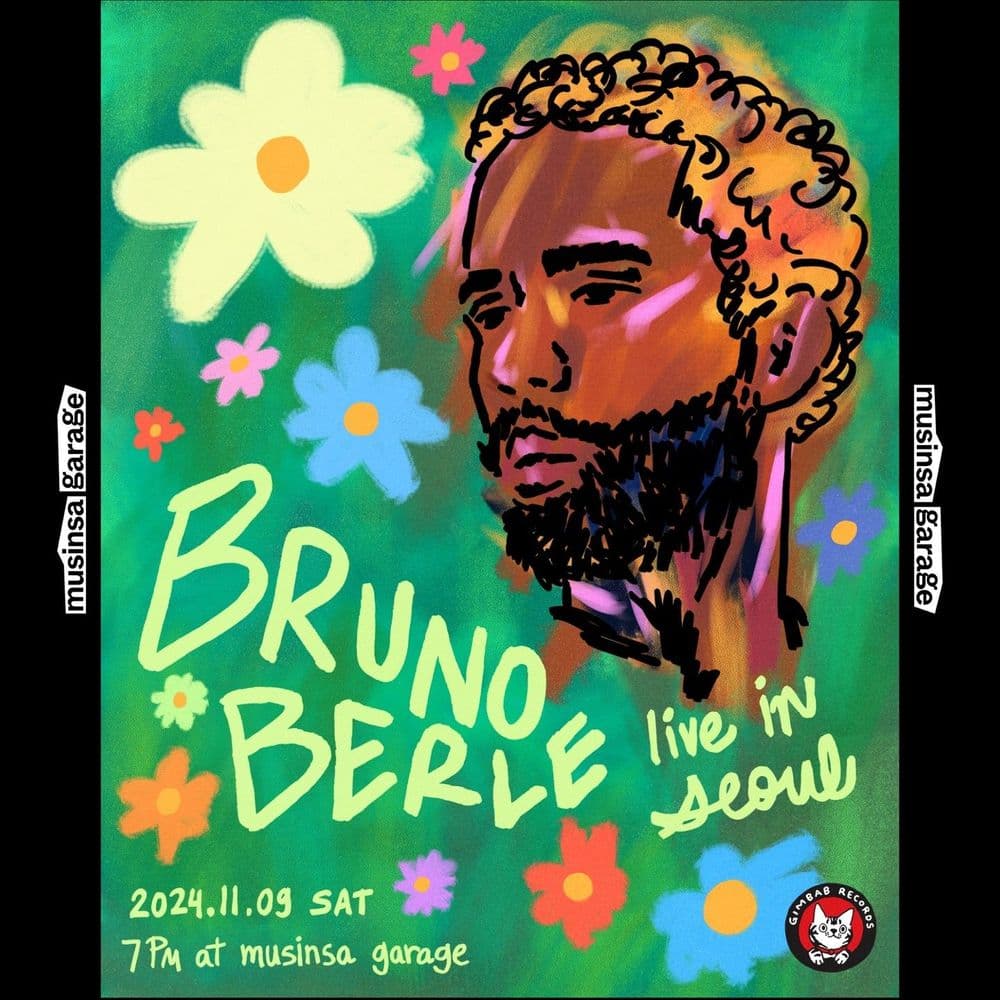 musinsa garage
BRUNO
BERLE
live in
seoul
2024.11.09 SAT
7PM at musinsa garage
GIMBAB RECORDS
musinsa garage